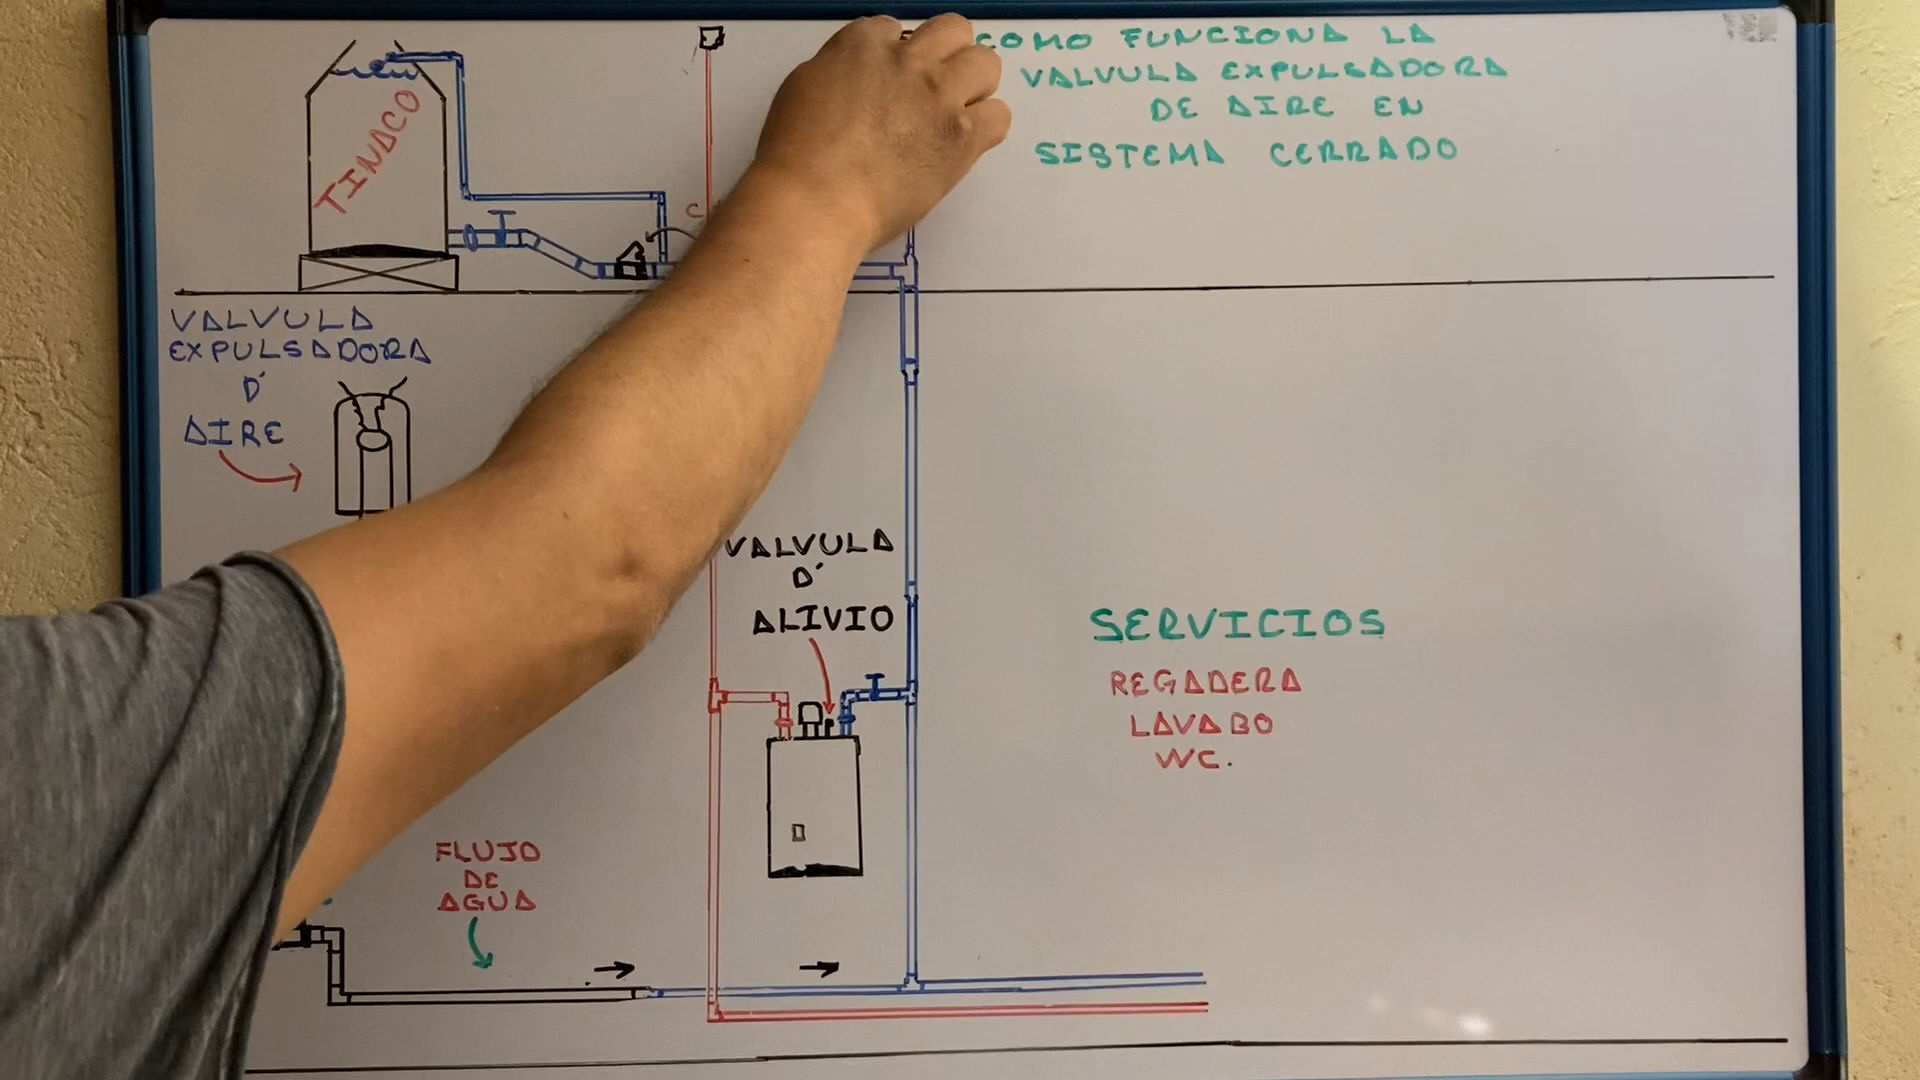 COMO FUNCIONA LA
VALVULA EXPULSADORA
DE AIRE EN
SISTEMA CERRADO
TINACO
VALVULA
EXPULSADORA
D'
AIRE
VALVULA
D'
ALIVIO
SERVICIOS
REGADERA
LAVABO
WC.
FLUJO
DE
AGUA